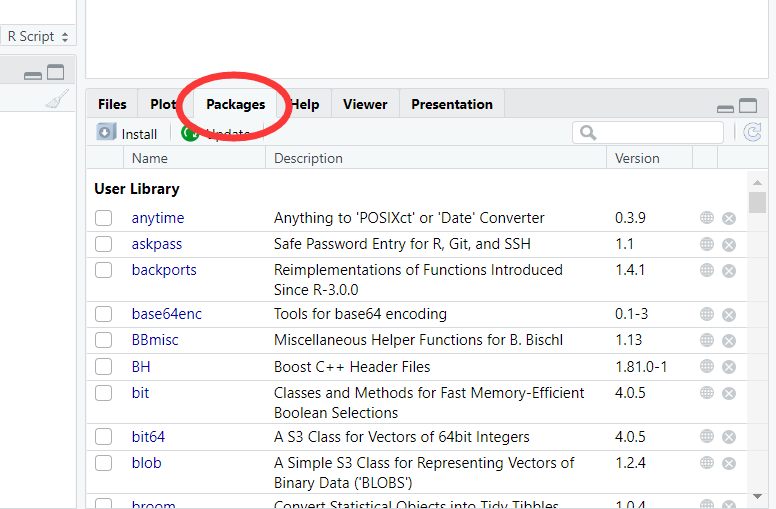 R Script
Files Plots Packages Help Viewer Presentation
Install Update
Name Description Version
User Library
anytime Anything to 'POSIXct' or 'Date' Converter 0.3.9
askpass Safe Password Entry for R, Git, and SSH 1.1
backports Reimplementations of Functions Introduced 1.4.1
Since R-3.0.0
base64enc Tools for base64 encoding 0.1-3
BBmisc Miscellaneous Helper Functions for B. Bischl 1.13
BH Boost C++ Header Files 1.81.0-1
bit Classes and Methods for Fast Memory-Efficient 4.0.5
Boolean Selections
bit64 A S3 Class for Vectors of 64bit Integers 4.0.5
blob A Simple S3 Class for Representing Vectors of 1.2.4
Binary Data ('BLOBS')
broom Convert Statistical Objects into Tidy Tibbles 1.0.4